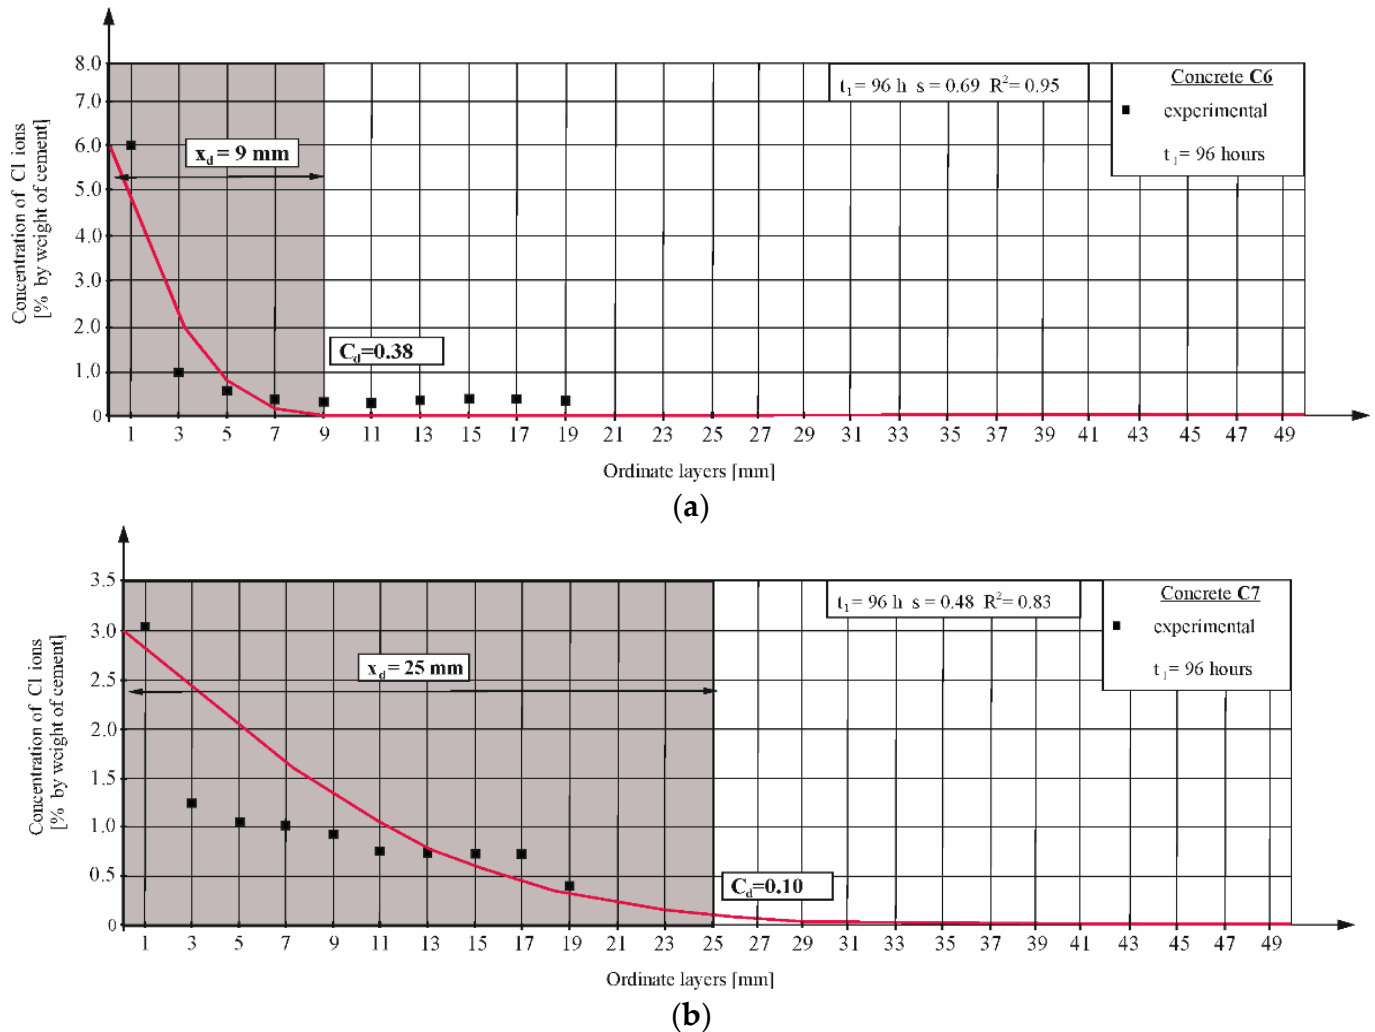 8.0
7.0
6.0
5.0
4.0
3.0
2.0
1.0
0
Concentration of Cl ions
[% by weight of cement]
x_d = 9 mm
t₁= 96 h s = 0.69 R²= 0.95
Concrete C6
experimental
t₁= 96 hours
C_d=0.38
1 3 5 7 9 11 13 15 17 19 21 23 25 27 29 31 33 35 37 39 41 43 45 47 49
Ordinate layers [mm]
(a)
3.5
3.0
2.5
2.0
1.5
1.0
0.5
0
Concentration of Cl ions
[% by weight of cement]
x_d = 25 mm
t₁= 96 h s = 0.48 R²= 0.83
Concrete C7
experimental
t₁= 96 hours
C_d=0.10
1 3 5 7 9 11 13 15 17 19 21 23 25 27 29 31 33 35 37 39 41 43 45 47 49
Ordinate layers [mm]
(b)